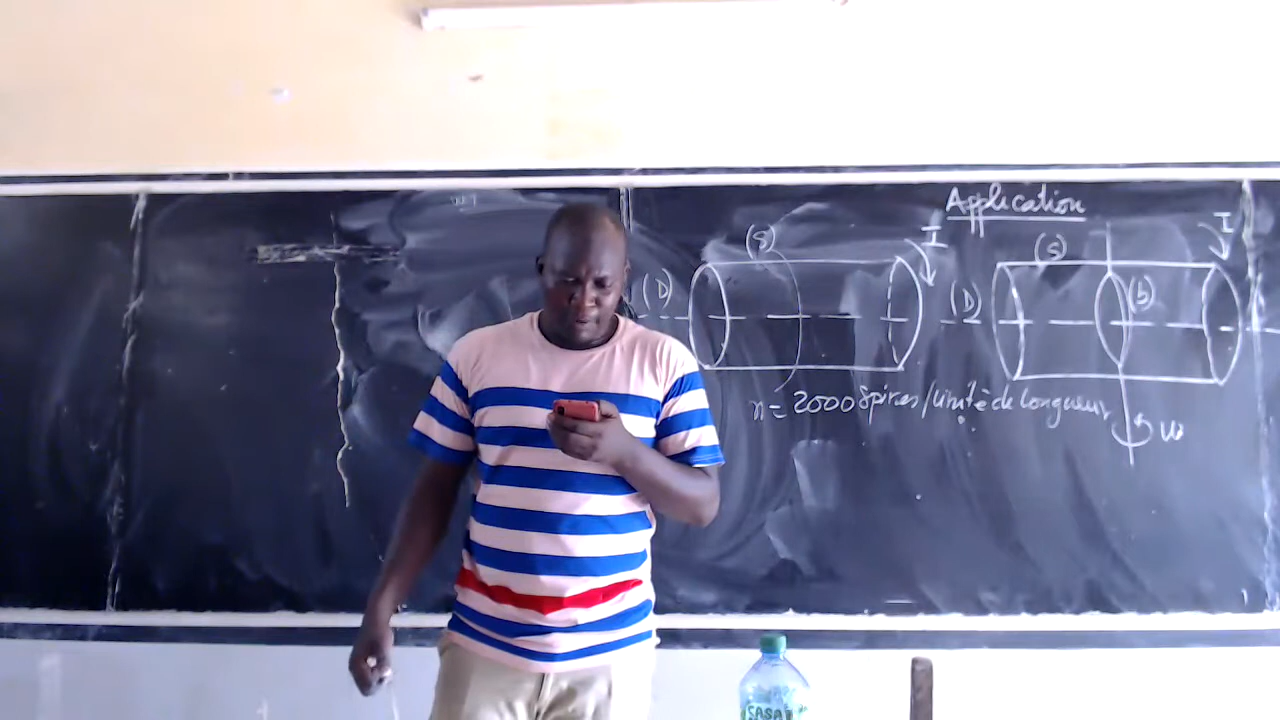 Application
(S)
I
(D)
n = 2000 Spires/Unité de longueur
(S)
I
(D)
(b)
ω
SASA